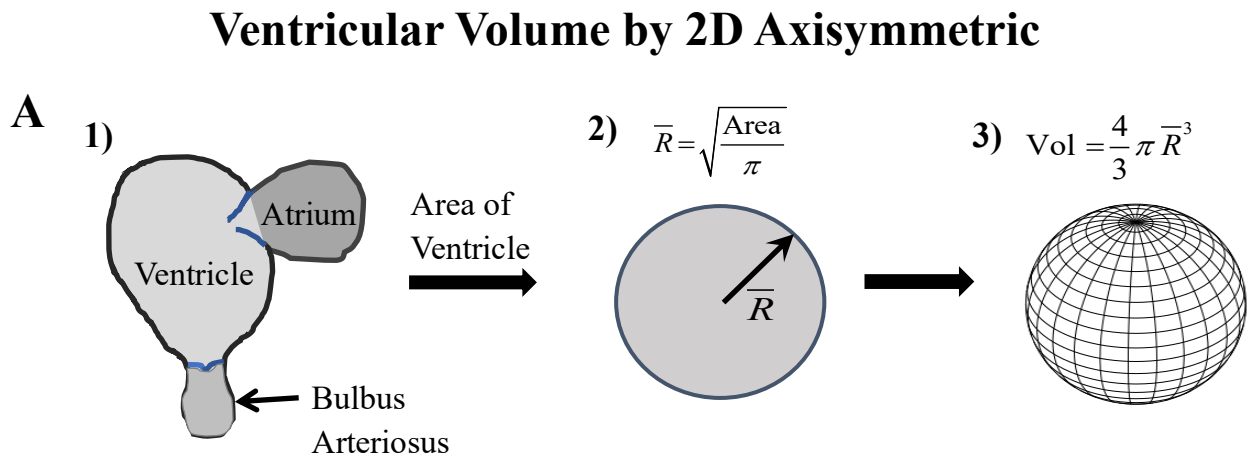 Ventricular Volume by 2D Axisymmetric
A
1)
Ventricle
Atrium
Bulbus
Arteriosus
Area of
Ventricle
2)
R̅ = √(Area/π)
R̅
3)
Vol = 4/3 π R̅³